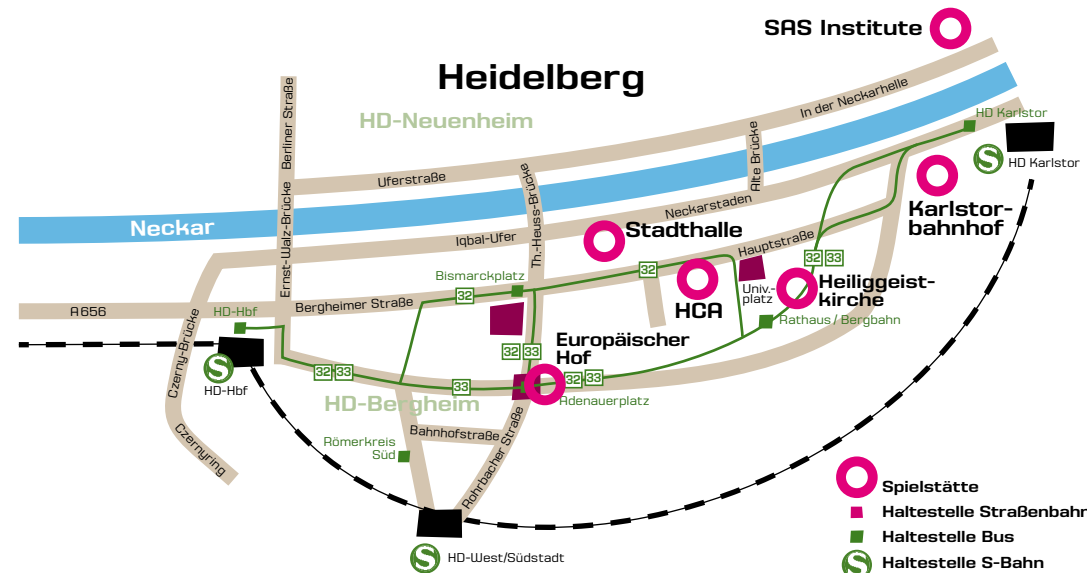 SAS Institute
Heidelberg
HD-Neuenheim
In der Neckarhelle
HD Karlstor
HD Karlstor
S
Berliner Straße
Uferstraße
Alte Brücke
Neckar
Ernst-Walz-Brücke
Th.-Heuss-Brücke
Neckarstaden
Iqbal-Ufer
Stadthalle
Karlstor-
bahnhof
Hauptstraße
Bismarckplatz
32
32
32 33
A 656
HD-Hbf
Bergheimer Straße
HCA
Univ.-
platz
Heiliggeist-
kirche
Rathaus / Bergbahn
Czerny-Brücke
S
HD-Hbf
32 33
Europäischer
Hof
32 33
33
32 33
HD-Bergheim
Adenauerplatz
Bahnhofstraße
Römerkreis
Süd
Rohrbacher Straße
Czernyring
S
HD-West/Südstadt
Spielstätte
Haltestelle Straßenbahn
Haltestelle Bus
S
Haltestelle S-Bahn